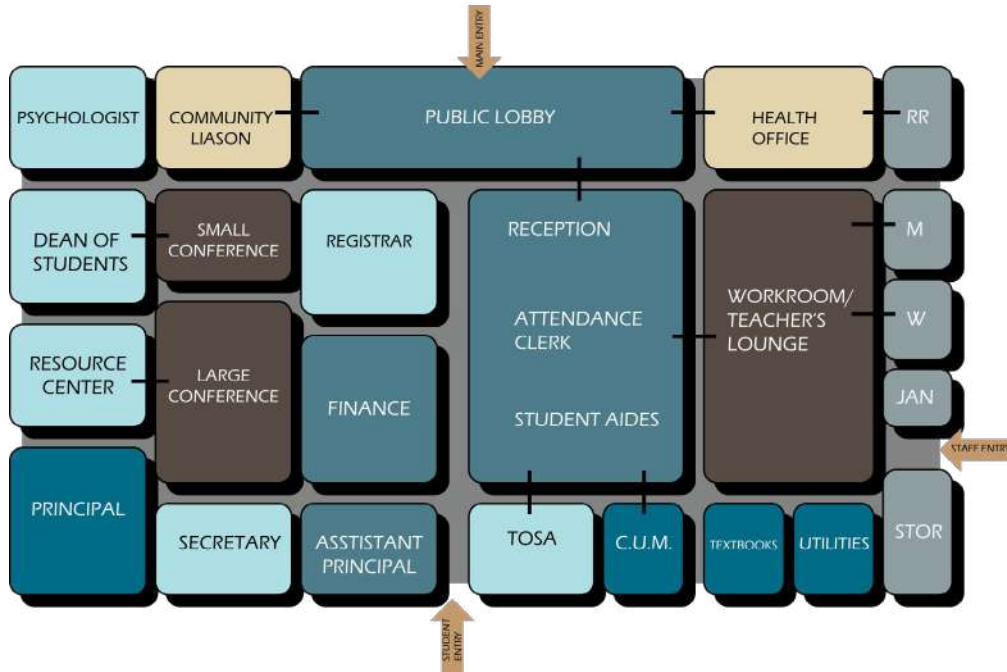 MAIN ENTRY
PSYCHOLOGIST
COMMUNITY
LIASON
PUBLIC LOBBY
HEALTH
OFFICE
RR
DEAN OF
STUDENTS
SMALL
CONFERENCE
REGISTRAR
RECEPTION
ATTENDANCE
CLERK
STUDENT AIDES
WORKROOM/
TEACHER'S
LOUNGE
M
W
RESOURCE
CENTER
LARGE
CONFERENCE
FINANCE
JAN
STAFF ENTRY
PRINCIPAL
SECRETARY
ASSTISTANT
PRINCIPAL
TOSA
C.U.M.
TEXTBOOKS
UTILITIES
STOR
STUDENT
ENTRY